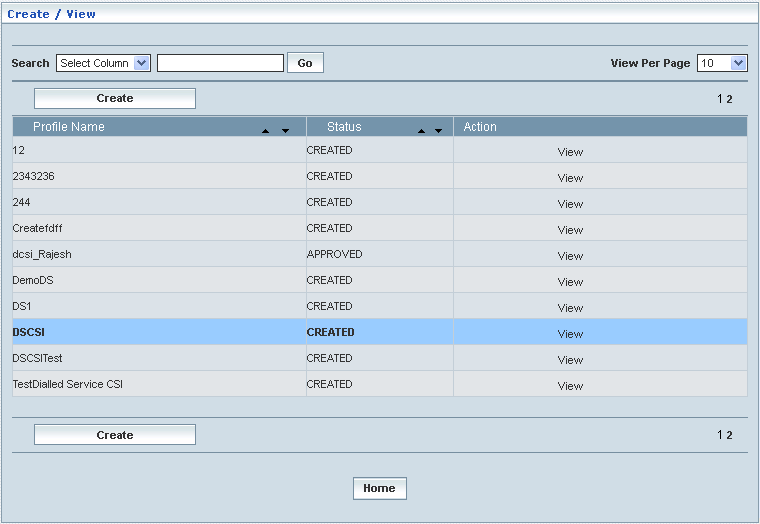 Create / View
Search Select Column Go View Per Page 10
Create 1 2
Profile Name Status Action
12 CREATED View
2343236 CREATED View
244 CREATED View
Createfdff CREATED View
dcsi_Rajesh APPROVED View
DemoDS CREATED View
DS1 CREATED View
DSCSI CREATED View
DSCSITest CREATED View
TestDialled Service CSI CREATED View
Create 1 2
Home